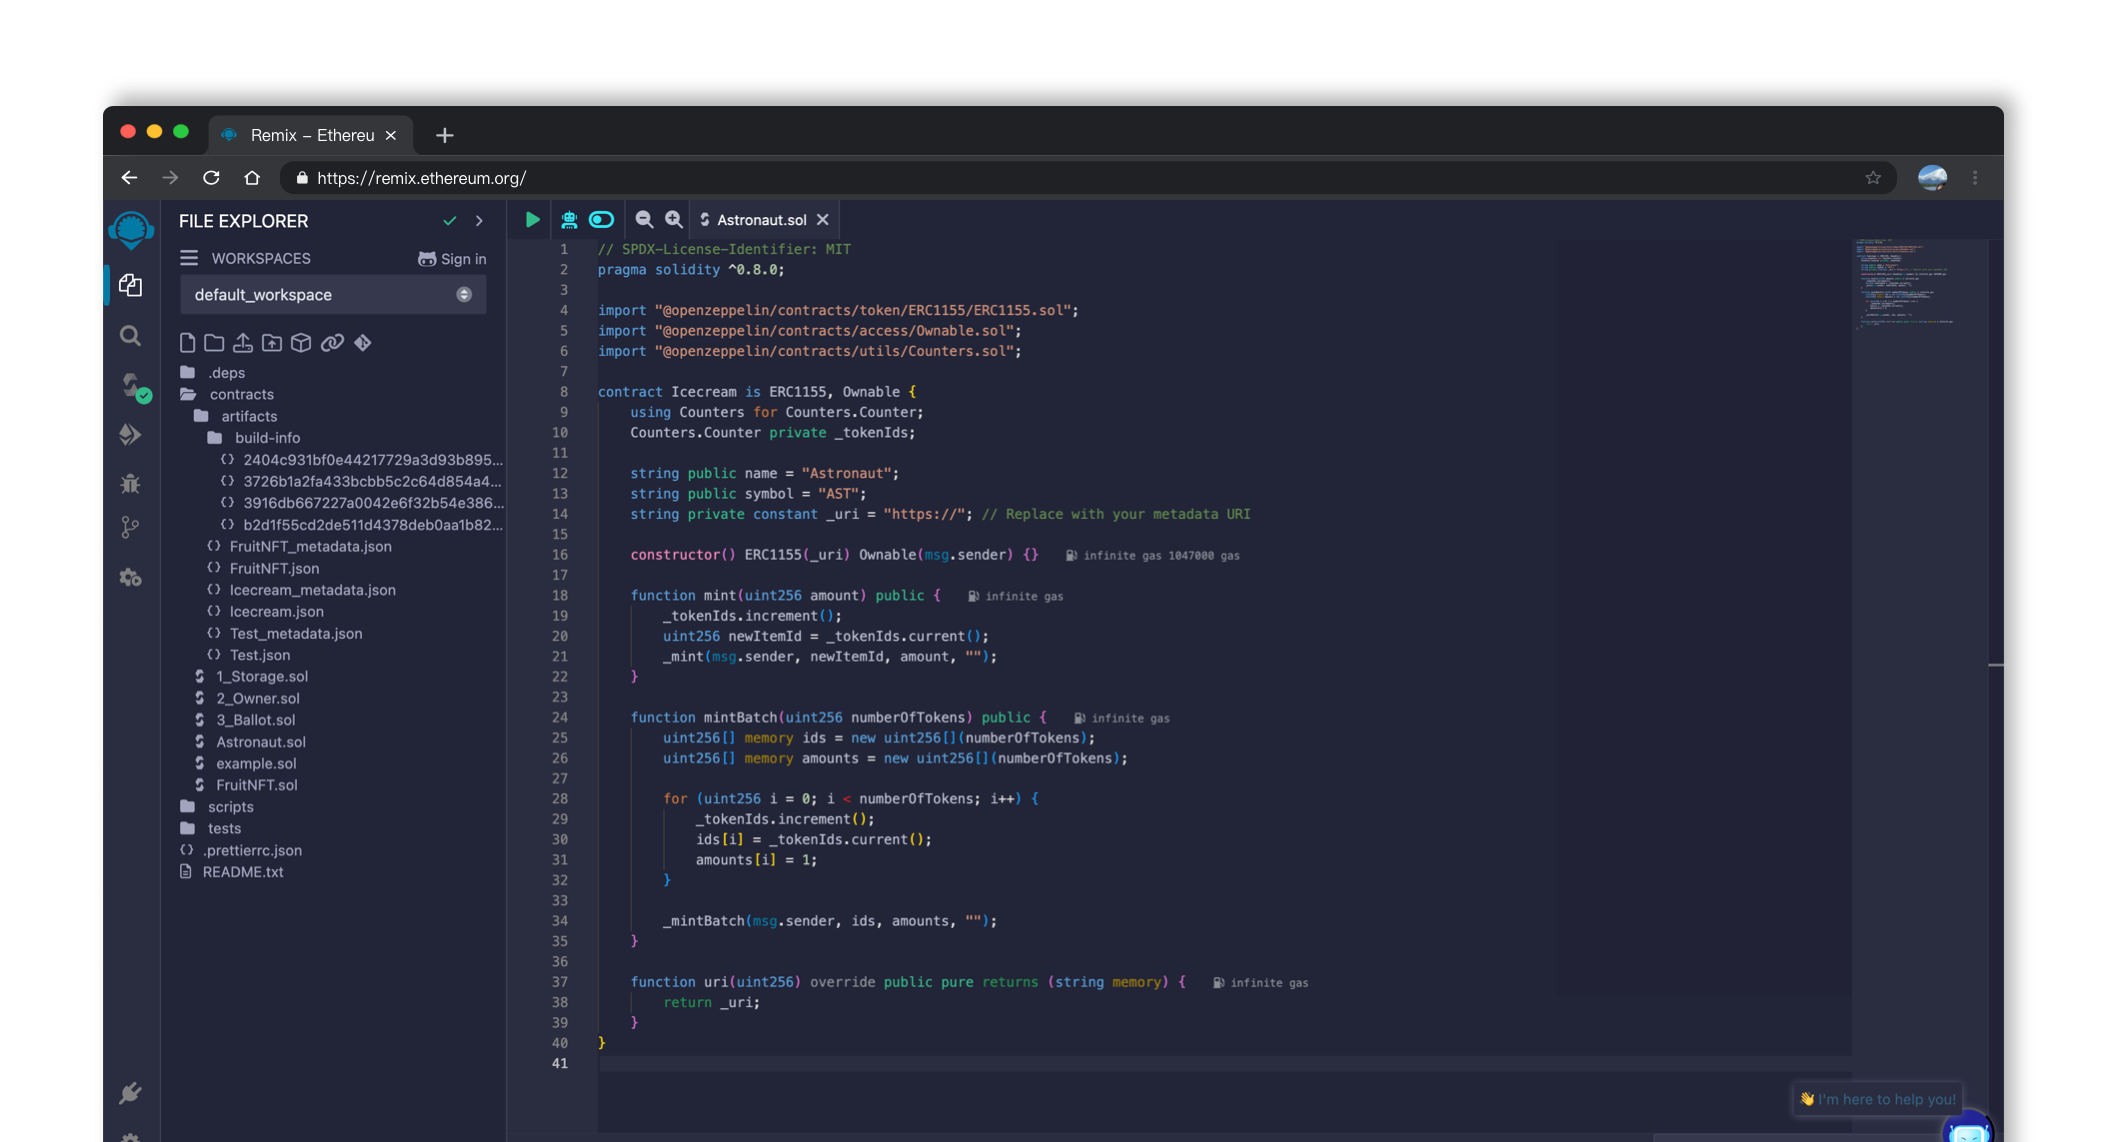 Remix – Ethereu
https://remix.ethereum.org/
FILE EXPLORER
WORKSPACES
Sign in
default_workspace
.deps
contracts
artifacts
build-info
2404c931bf0e44217729a3d93b895...
3726b1a2fa433bcbb5c2c64d854a4...
3916db667227a0042e6f32b54e386...
b2d1f55cd2de511d4378deb0aa1b82...
FruitNFT_metadata.json
FruitNFT.json
Icecream_metadata.json
Icecream.json
Test_metadata.json
Test.json
1_Storage.sol
2_Owner.sol
3_Ballot.sol
Astronaut.sol
example.sol
FruitNFT.sol
scripts
tests
.prettierrc.json
README.txt
Astronaut.sol
1 // SPDX-License-Identifier: MIT
2 pragma solidity ^0.8.0;
3
4 import "@openzeppelin/contracts/token/ERC1155/ERC1155.sol";
5 import "@openzeppelin/contracts/access/Ownable.sol";
6 import "@openzeppelin/contracts/utils/Counters.sol";
7
8 contract Icecream is ERC1155, Ownable {
9 using Counters for Counters.Counter;
10 Counters.Counter private _tokenIds;
11
12 string public name = "Astronaut";
13 string public symbol = "AST";
14 string private constant _uri = "https://"; // Replace with your metadata URI
15
16 constructor() ERC1155(_uri) Ownable(msg.sender) {} infinite gas 1047000 gas
17
18 function mint(uint256 amount) public { infinite gas
19 _tokenIds.increment();
20 uint256 newItemId = _tokenIds.current();
21 _mint(msg.sender, newItemId, amount, "");
22 }
23
24 function mintBatch(uint256 numberOfTokens) public { infinite gas
25 uint256[] memory ids = new uint256[](numberOfTokens);
26 uint256[] memory amounts = new uint256[](numberOfTokens);
27
28 for (uint256 i = 0; i < numberOfTokens; i++) {
29 _tokenIds.increment();
30 ids[i] = _tokenIds.current();
31 amounts[i] = 1;
32 }
33
34 _mintBatch(msg.sender, ids, amounts, "");
35 }
36
37 function uri(uint256) override public pure returns (string memory) { infinite gas
38 return _uri;
39 }
40 }
41
I'm here to help you!